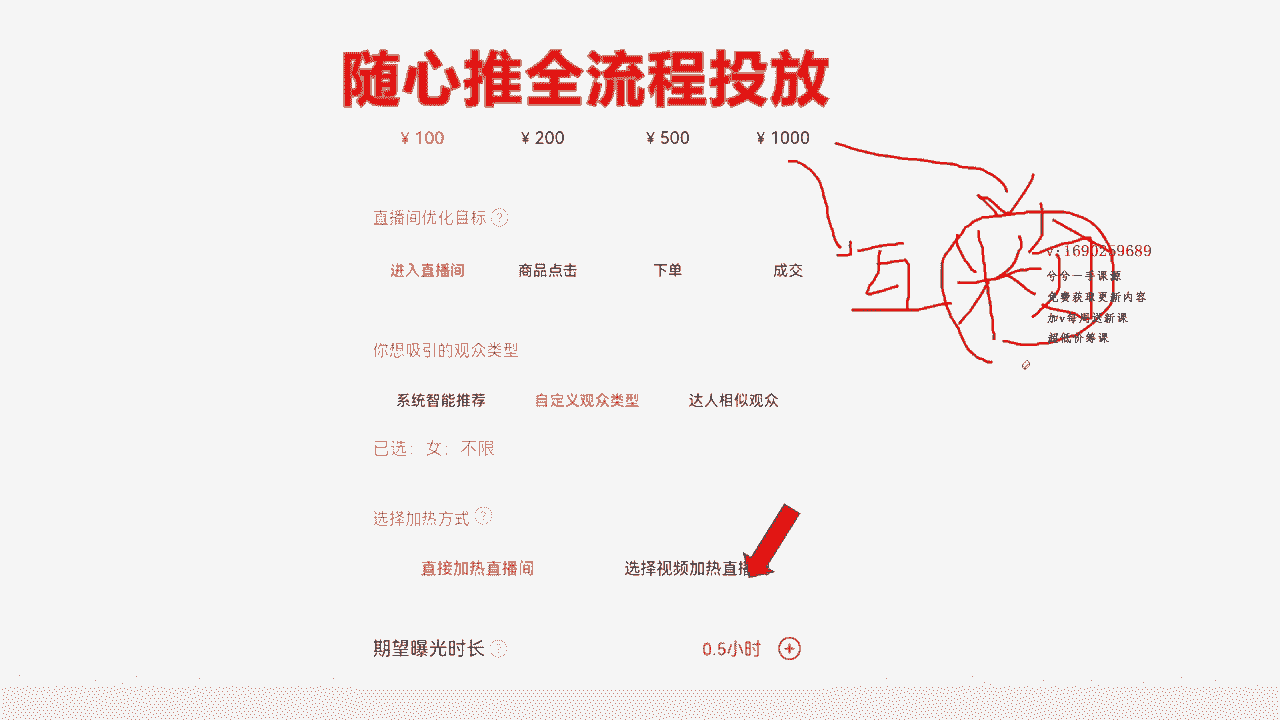 随心推全流程投放
¥ 100 ¥ 200 ¥ 500 ¥ 1000
直播间优化目标 ?
进入直播间 商品点击 下单 成交
v:1690259689
兮兮一手课源
免费获取更新内容
加v每周送新课
超低价筹课
你想吸引的观众类型
系统智能推荐 自定义观众类型 达人相似观众
已选：女；不限
选择加热方式 ?
直接加热直播间 选择视频加热直播
期望曝光时长 ? 0.5小时 +